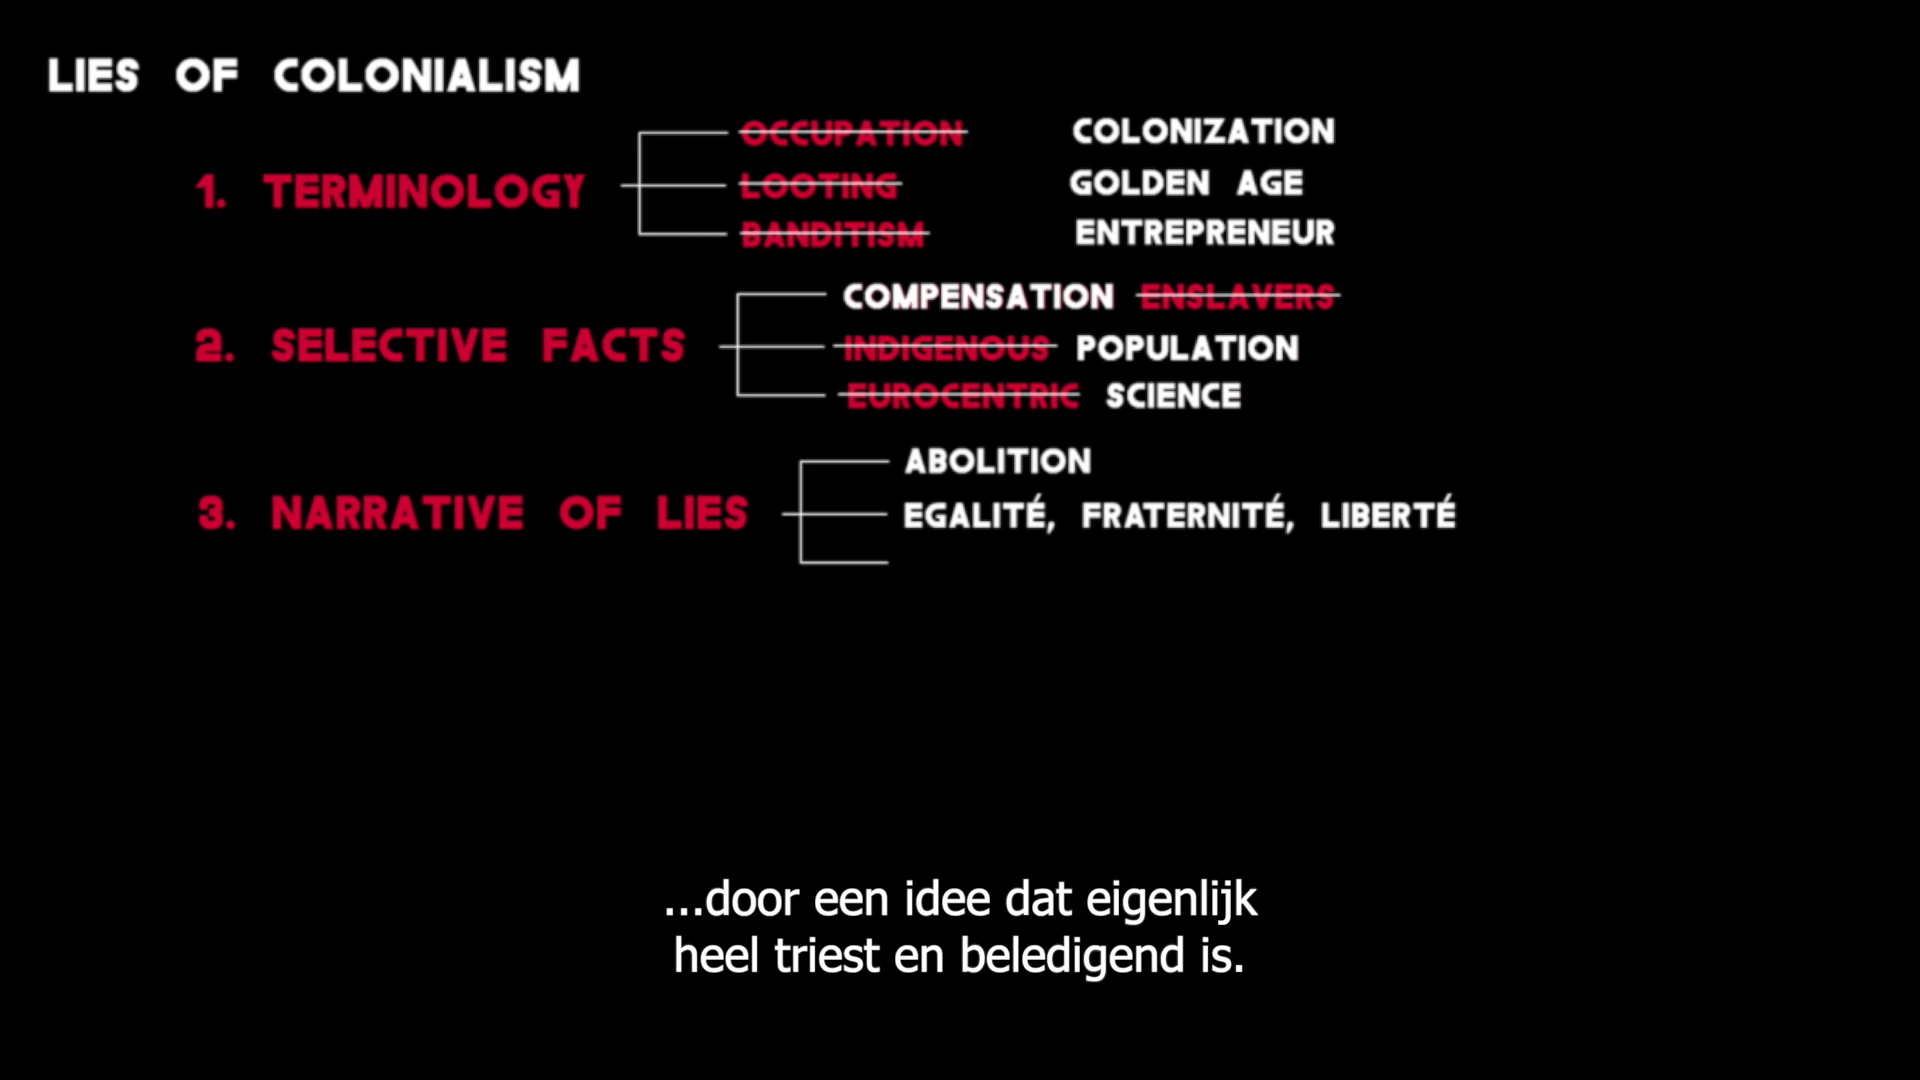 LIES OF COLONIALISM
1. TERMINOLOGY
OCCUPATION COLONIZATION
LOOTING GOLDEN AGE
BANDITISM ENTREPRENEUR
2. SELECTIVE FACTS
COMPENSATION ENSLAVERS
INDIGENOUS POPULATION
EUROCENTRIC SCIENCE
3. NARRATIVE OF LIES
ABOLITION
EGALITÉ, FRATERNITÉ, LIBERTÉ
...door een idee dat eigenlijk
heel triest en beledigend is.